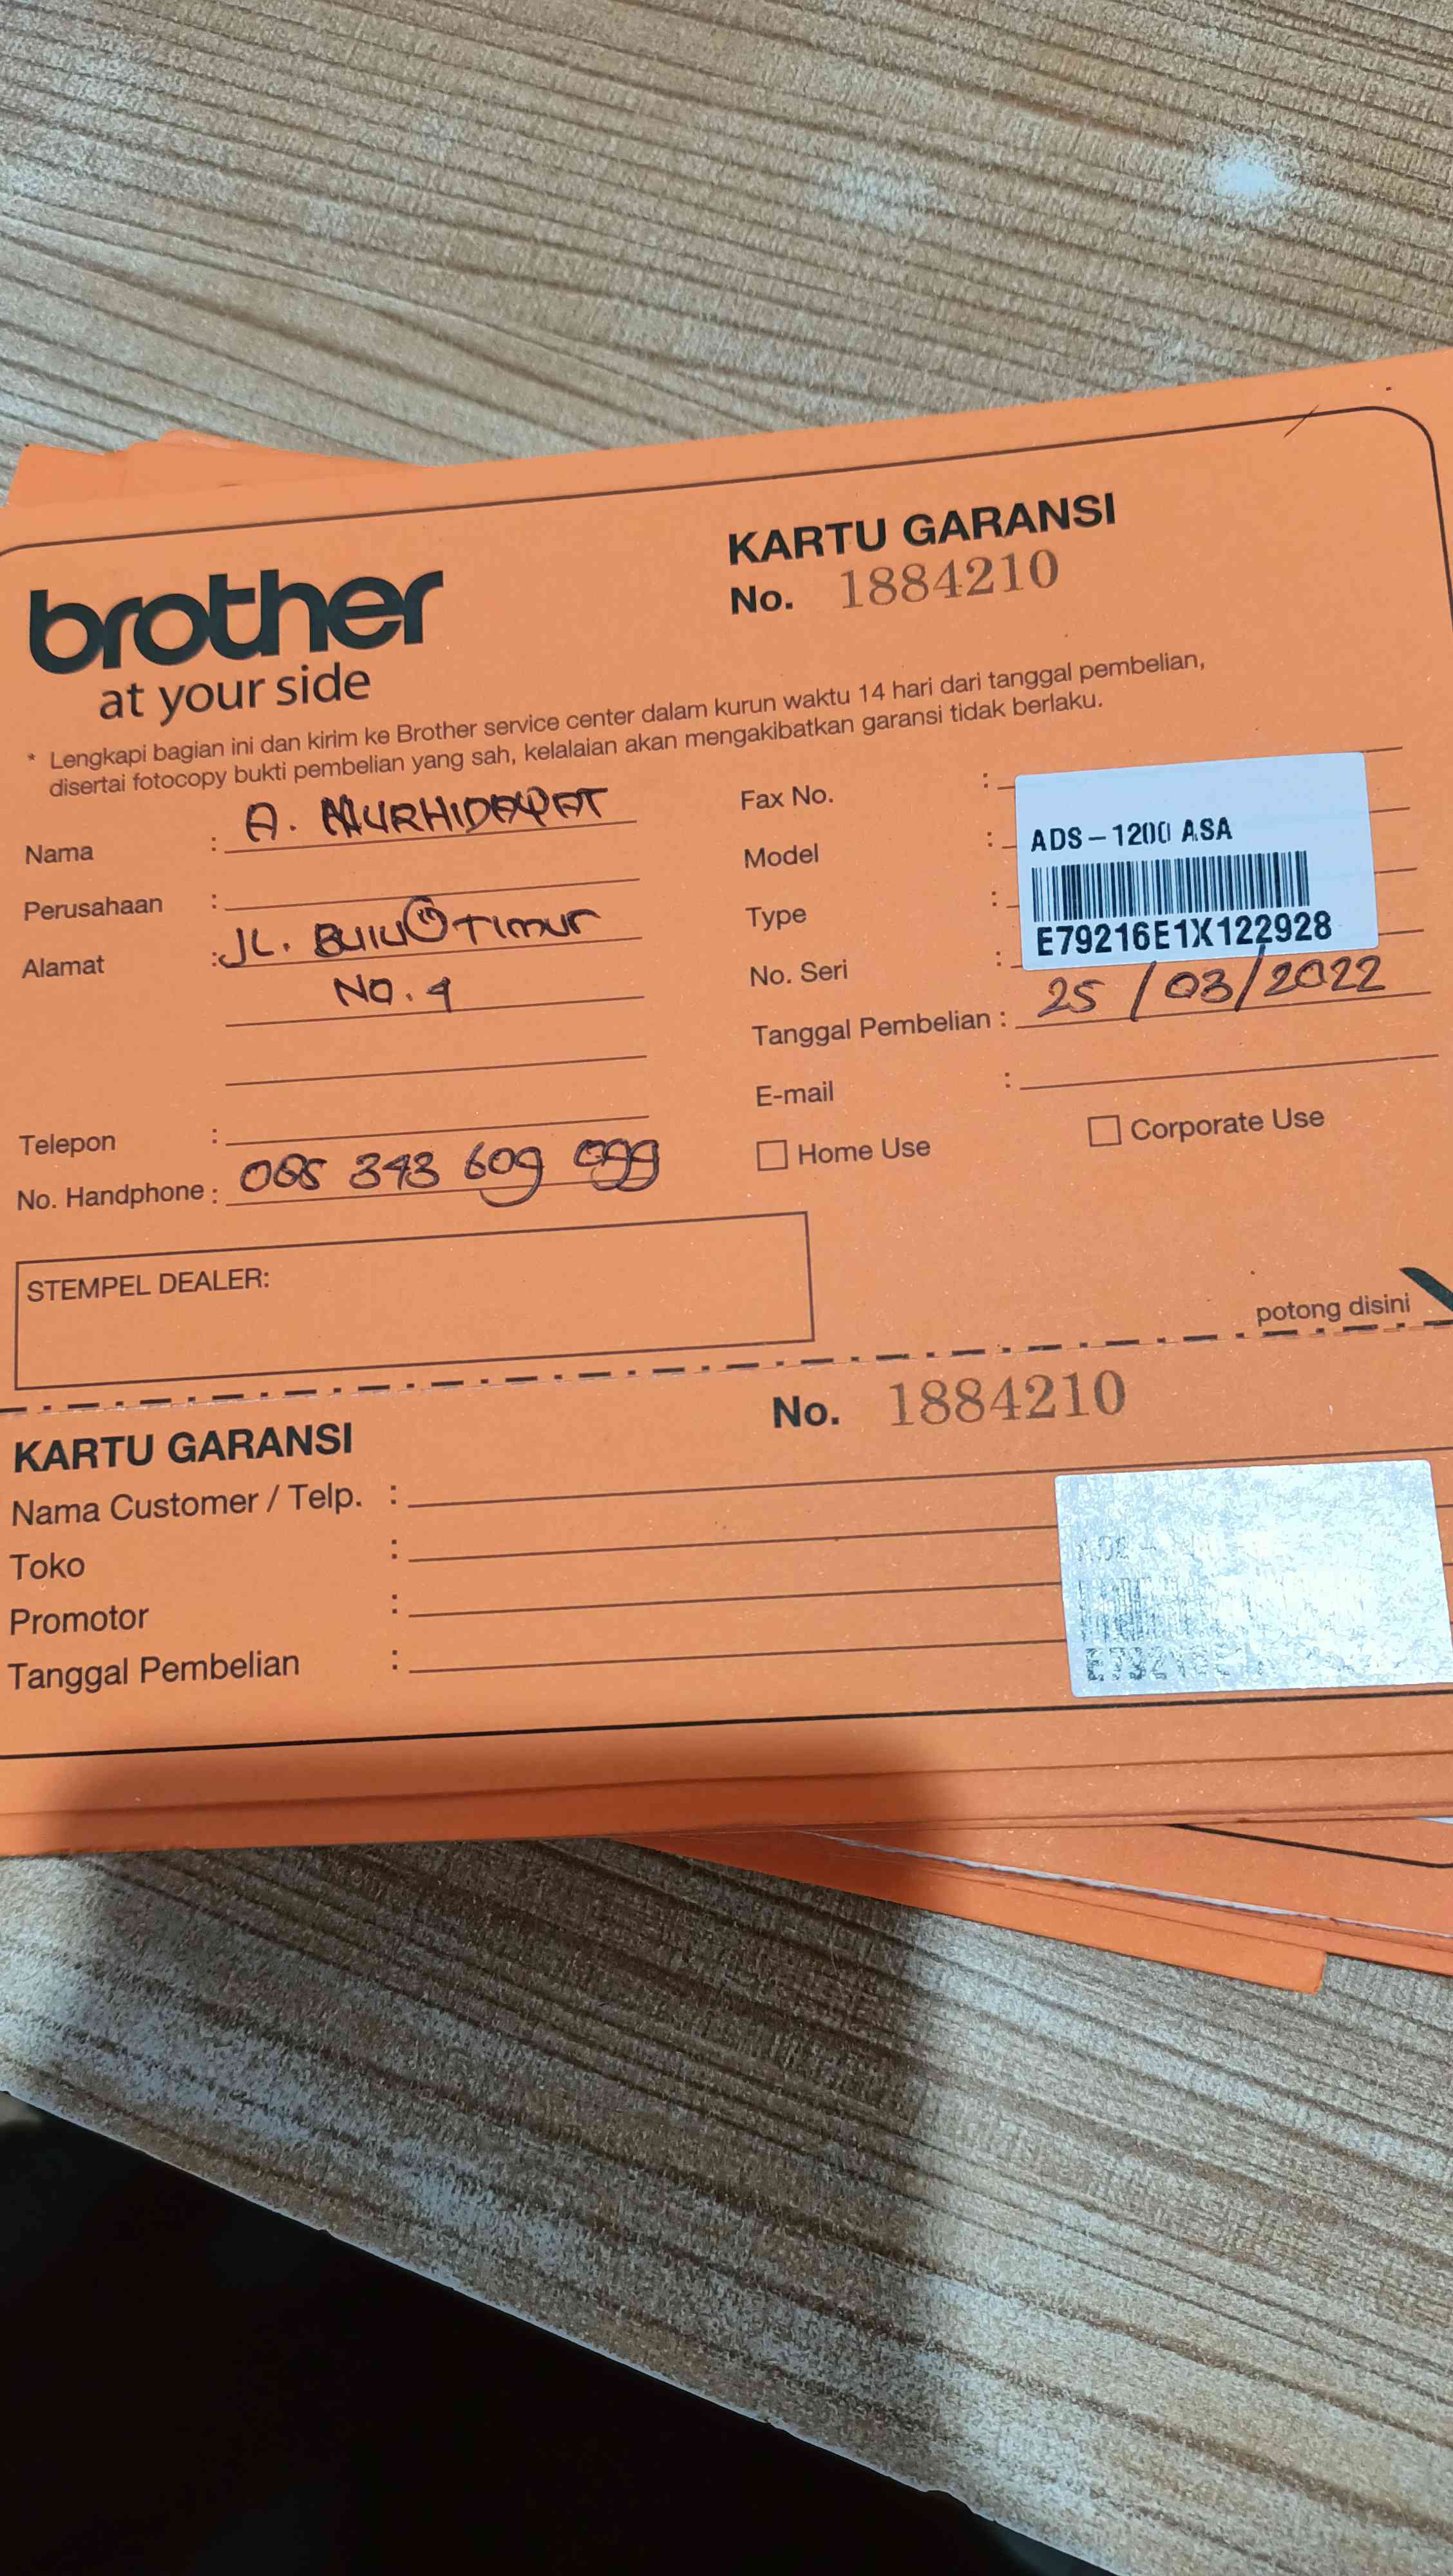 KARTU GARANSI
No. 1884210
brother
at your side
* Lengkapi bagian ini dan kirim ke Brother service center dalam kurun waktu 14 hari dari tanggal pembelian,
disertai fotocopy bukti pembelian yang sah, kelalaian akan mengakibatkan garansi tidak berlaku.
Nama : A. NURHIDAYAT
Perusahaan :
Alamat : JL. Timur
No. 4
Telepon :
No. Handphone : 085 343 609
Fax No. :
Model :
ADS-1200 ASA
Type :
E79216E1X122928
No. Seri :
Tanggal Pembelian : 25/03/2022
E-mail :
Home Use
Corporate Use
STEMPEL DEALER:
potong disini
KARTU GARANSI
No. 1884210
Nama Customer / Telp. :
Toko :
Promotor :
Tanggal Pembelian :